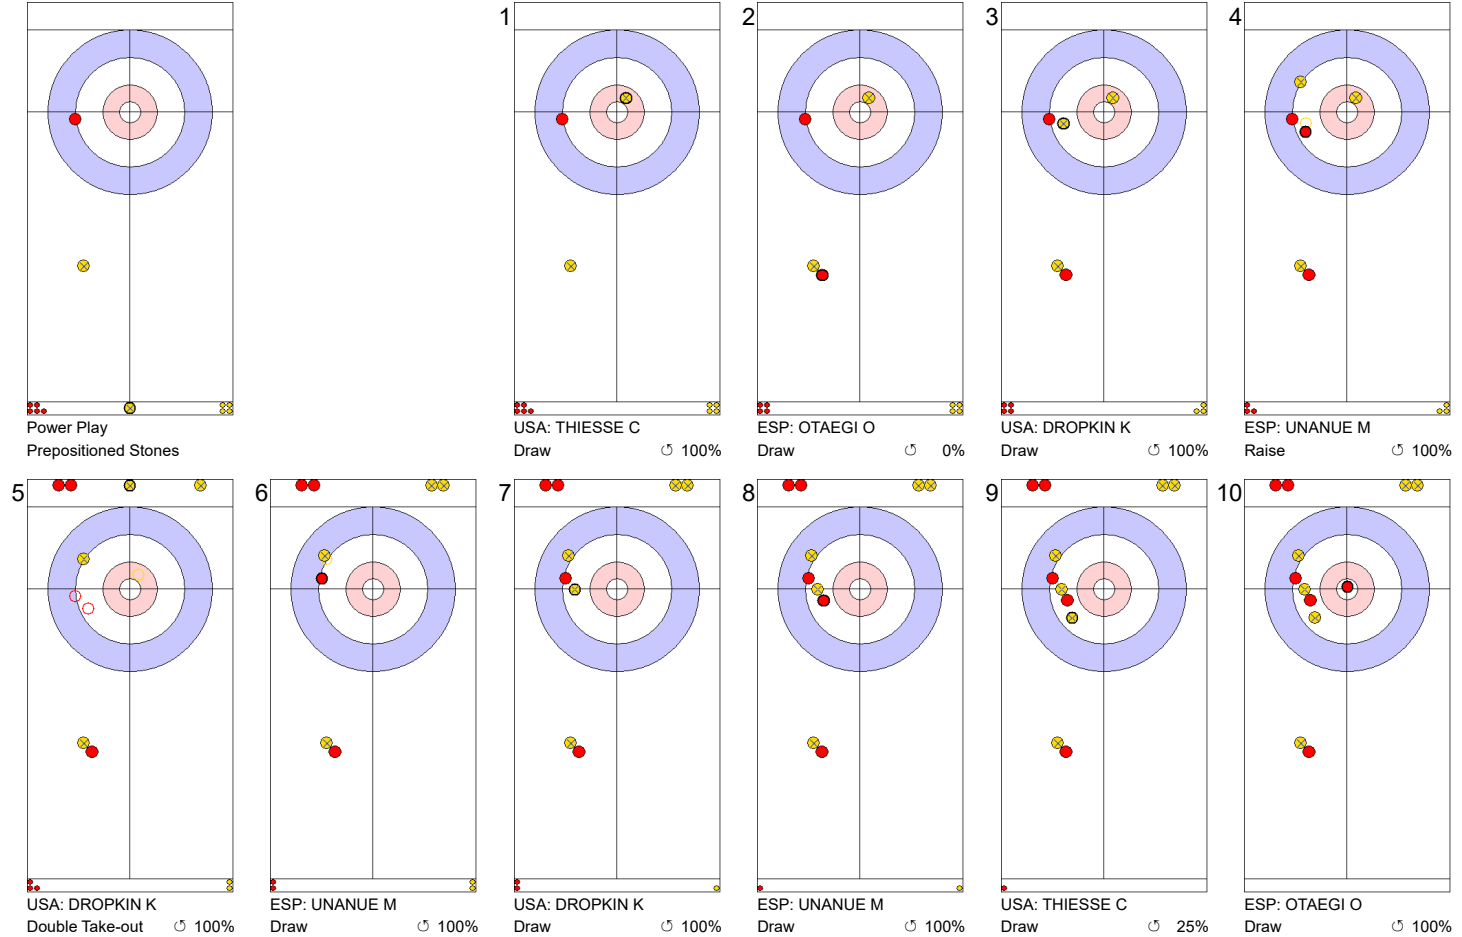 1
2
3
4
Power Play
Prepositioned Stones
USA: THIESSE C
Draw ↺ 100%
ESP: OTAEGI O
Draw ↺ 0%
USA: DROPKIN K
Draw ↺ 100%
ESP: UNANUE M
Raise ↺ 100%
5
6
7
8
9
10
USA: DROPKIN K
Double Take-out ↺ 100%
ESP: UNANUE M
Draw ↺ 100%
USA: DROPKIN K
Draw ↺ 100%
ESP: UNANUE M
Draw ↺ 100%
USA: THIESSE C
Draw ↺ 25%
ESP: OTAEGI O
Draw ↺ 100%